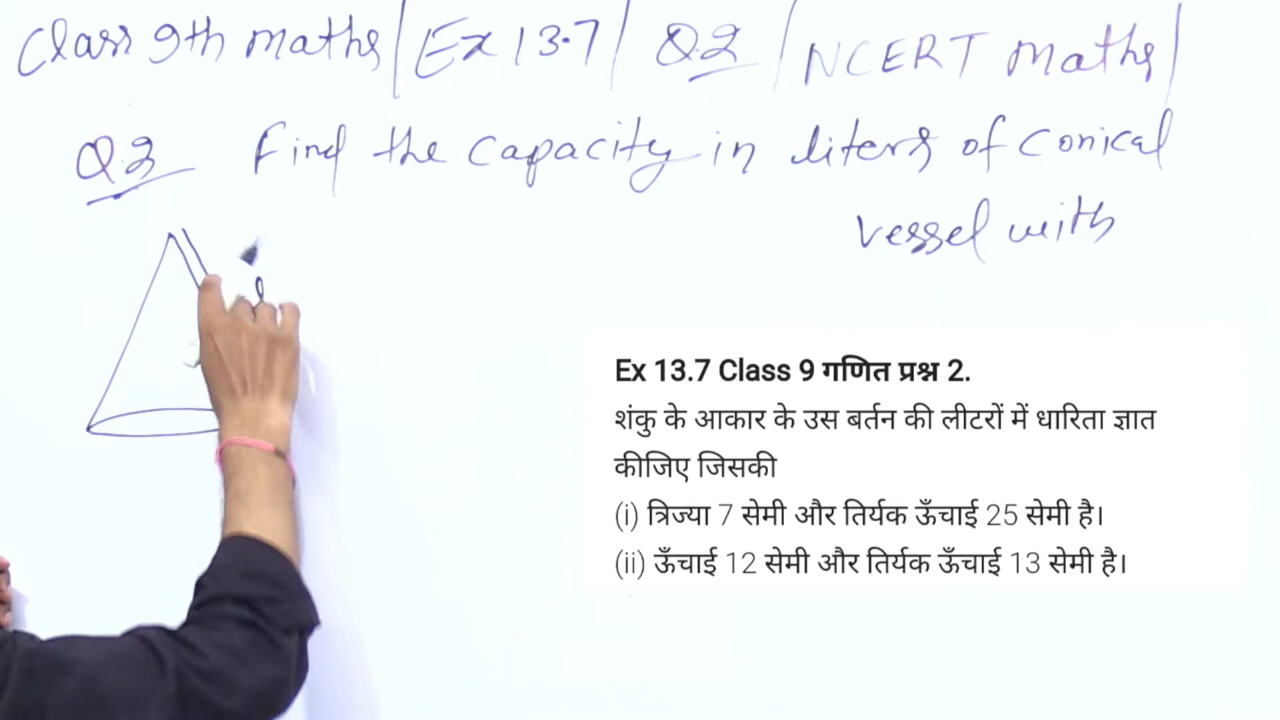 Class 9th maths | Ex 13.7 | Q.2 | NCERT maths |
Q.2 Find the capacity in liters of conical
vessel with
l
Ex 13.7 Class 9 गणित प्रश्न 2.
शंकु के आकार के उस बर्तन की लीटरों में धारिता ज्ञात
कीजिए जिसकी
(i) त्रिज्या 7 सेमी और तिर्यक ऊँचाई 25 सेमी है।
(ii) ऊँचाई 12 सेमी और तिर्यक ऊँचाई 13 सेमी है।